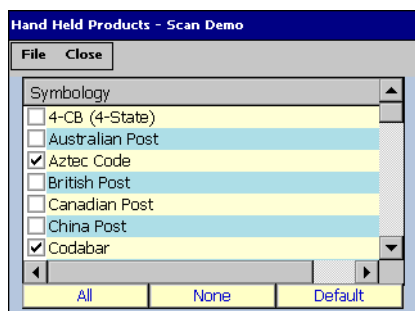 Hand Held Products - Scan Demo
File Close
Symbology
4-CB (4-State)
Australian Post
Aztec Code
British Post
Canadian Post
China Post
Codabar
All None Default